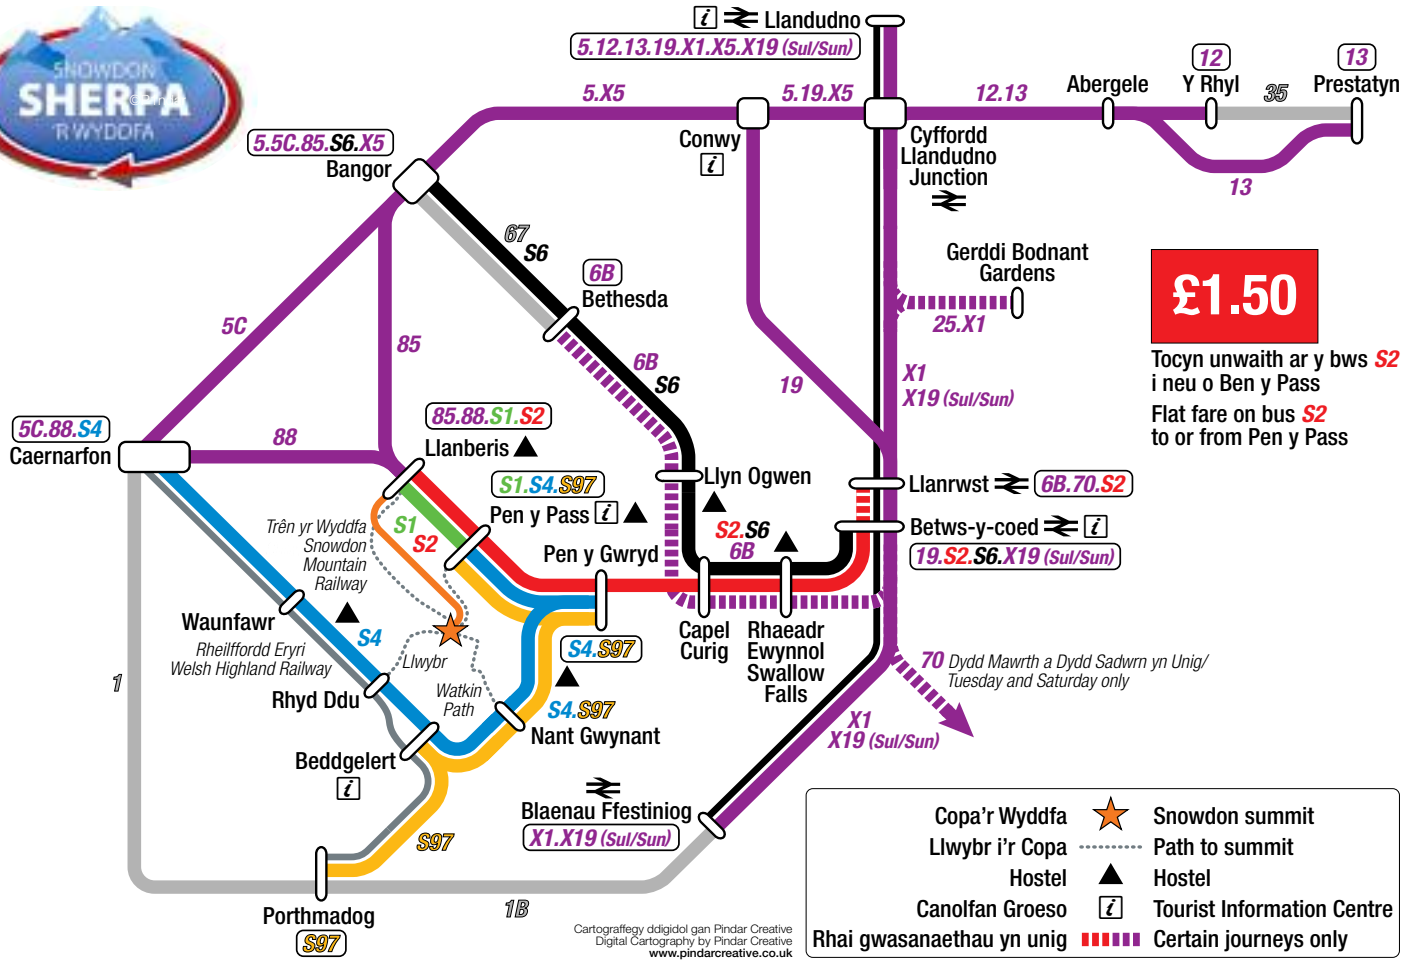 SNOWDON
SHERPA
'R WYDDFA
Llandudno
5.12.13.19.X1.X5.X19 (Sul/Sun)
5.X5
5.19.X5
12.13
Abergele
12
Y Rhyl
35
13
Prestatyn
13
5.5C.85.S6.X5
Bangor
Conwy
i
Cyffordd
Llandudno
Junction
67
S6
6B
Bethesda
Gerddi Bodnant
Gardens
25.X1
£1.50
Tocyn unwaith ar y bws S2
i neu o Ben y Pass
Flat fare on bus S2
to or from Pen y Pass
5C
85
6B
S6
19
X1
X19 (Sul/Sun)
5C.88.S4
Caernarfon
88
85.88.S1.S2
Llanberis
S1.S4.S97
Pen y Pass i
Llyn Ogwen
Llanrwst
6B.70.S2
Betws-y-coed i
19.S2.S6.X19 (Sul/Sun)
S1
S2
S2.S6
6B
Trên yr Wyddfa
Snowdon
Mountain
Railway
Pen y Gwryd
Waunfawr
S4
Rheilffordd Eryri
Welsh Highland Railway
Llwybr
Watkin
Path
S4.S97
Capel
Curig
Rhaeadr
Ewynnol
Swallow
Falls
1
Rhyd Ddu
S4.S97
Nant Gwynant
70 Dydd Mawrth a Dydd Sadwrn yn Unig/
Tuesday and Saturday only
X1
X19 (Sul/Sun)
Beddgelert
i
Blaenau Ffestiniog
X1.X19 (Sul/Sun)
S97
1B
Porthmadog
S97
Copa'r Wyddfa Snowdon summit
Llwybr i'r Copa Path to summit
Hostel Hostel
Canolfan Groeso i Tourist Information Centre
Rhai gwasanaethau yn unig Certain journeys only
Cartograffegy ddigidol gan Pindar Creative
Digital Cartography by Pindar Creative
www.pindarcreative.co.uk